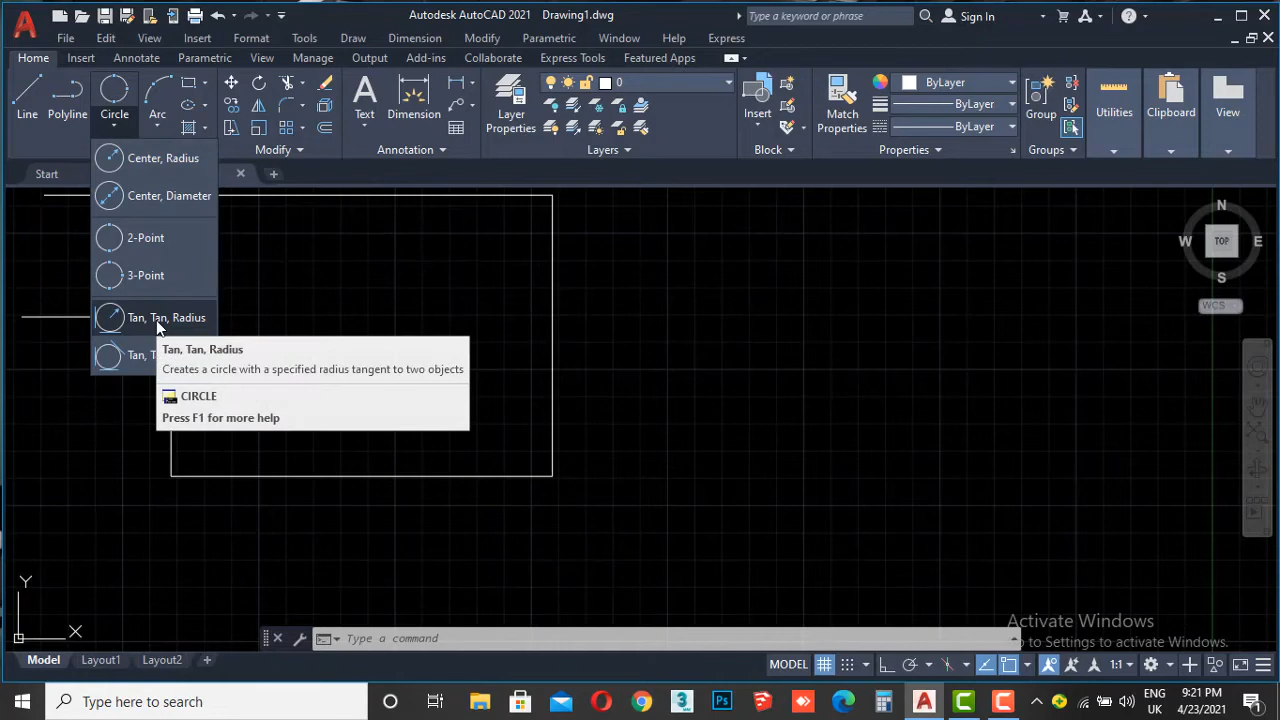 Autodesk AutoCAD 2021 Drawing1.dwg
Type a keyword or phrase
Sign In
File Edit View Insert Format Tools Draw Dimension Modify Parametric Window Help Express
Home Insert Annotate Parametric View Manage Output Add-ins Collaborate Express Tools Featured Apps
0
ByLayer
ByLayer
ByLayer
Line Polyline Circle Arc
Text Dimension
Layer
Properties
Insert
Match
Properties
Group
Utilities Clipboard View
Modify Annotation Layers Block Properties Groups
Start
Center, Radius
Center, Diameter
2-Point
3-Point
Tan, Tan, Radius
Tan, T
Tan, Tan, Radius
Creates a circle with a specified radius tangent to two objects
CIRCLE
Press F1 for more help
N
W TOP E
S
WCS
Y
X
Type a command
Activate Windows
o to Settings to activate Windows.
Model Layout1 Layout2
MODEL
1:1
Type here to search
3
Ps
ENG
UK
9:21 PM
4/23/2021
1